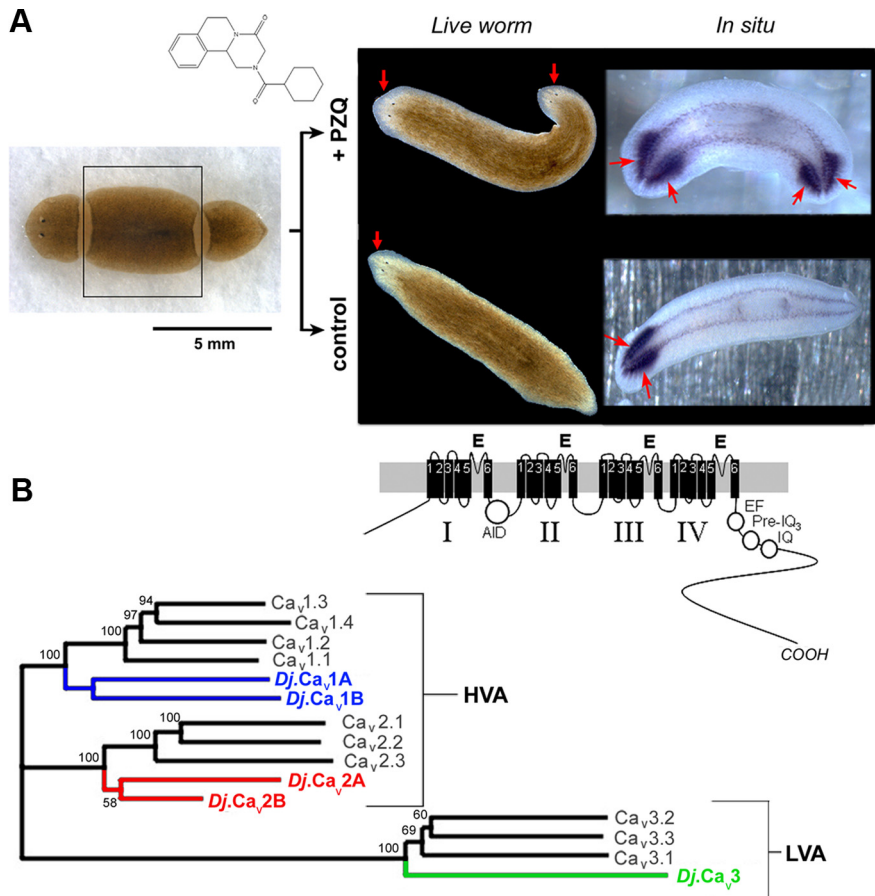 A
Live worm
In situ
O
N
N
O
+ PZQ
control
5 mm
B
E E E E
1 2 3 4 5 6 1 2 3 4 5 6 1 2 3 4 5 6 1 2 3 4 5 6
I AID II III IV
EF
Pre-IQ3
IQ
COOH
94
97
100
100
Cav1.3
Cav1.4
Cav1.2
Cav1.1
Dj.Cav1A
Dj.Cav1B
HVA
100
100
100
58
Cav2.1
Cav2.2
Cav2.3
Dj.Cav2A
Dj.Cav2B
60
69
100
Cav3.2
Cav3.3
Cav3.1
Dj.Cav3
LVA